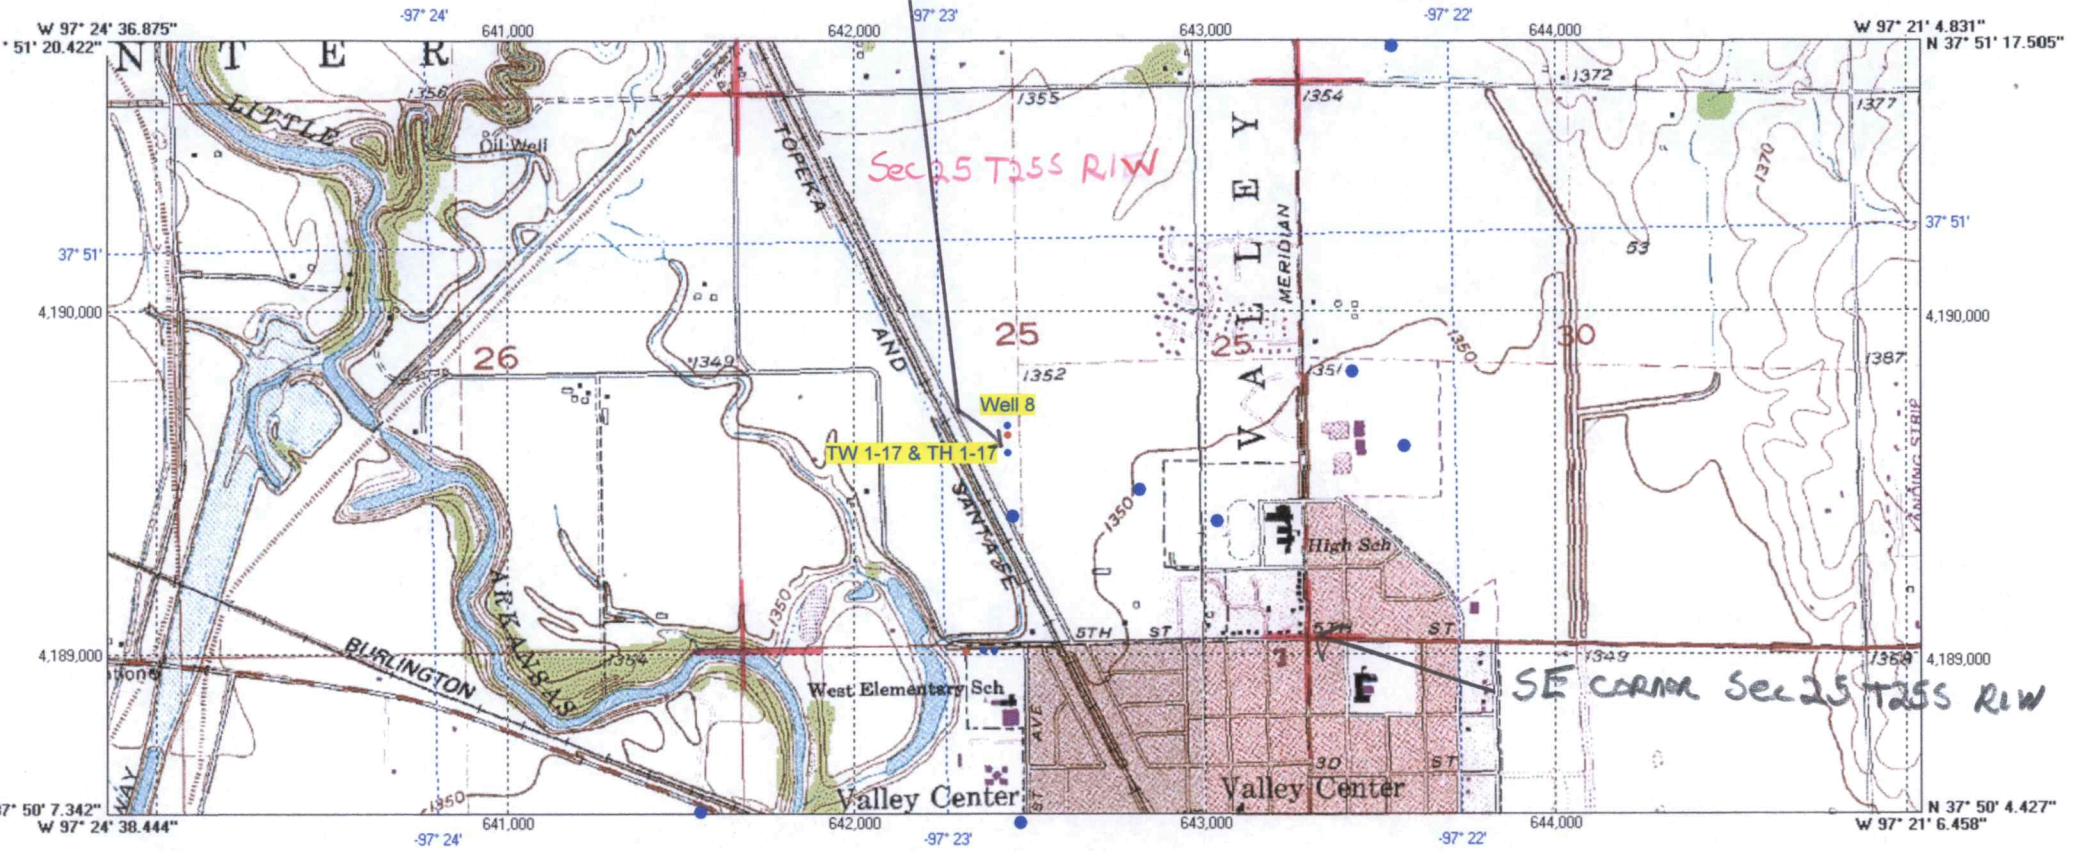 -97° 24' -97° 23' -97° 22'
W 97° 24' 36.875" 641,000 642,000 643,000 644,000 W 97° 21' 4.831"
° 51' 20.422" N 37° 51' 17.505"
N T E R
1356 1355 1354 1372 1377
LITTLE
Oil Well
TOPEKA
Sec 25 T25S R1W
VALLEY
MERIDIAN
1370
37° 51' 37° 51'
53
4,190,000 4,190,000
26 25 25 30
AND
1349 1352 1351 1350 1387
Well 8
TW 1-17 & TH 1-17
LANDING STRIP
SANTA FE
1350
High Sch
ARKANSAS
1350
5TH ST 5TH ST
4,189,000 1354 1349 1368 4,189,000
BURLINGTON
West Elementary Sch
SE CORNER Sec 25 T25S R1W
AVE
3D ST
ST
WAY
1350
Valley Center Valley Center
7° 50' 7.342" N 37° 50' 4.427"
W 97° 24' 38.444" 641,000 642,000 643,000 644,000 W 97° 21' 6.458"
-97° 24' -97° 23' -97° 22'